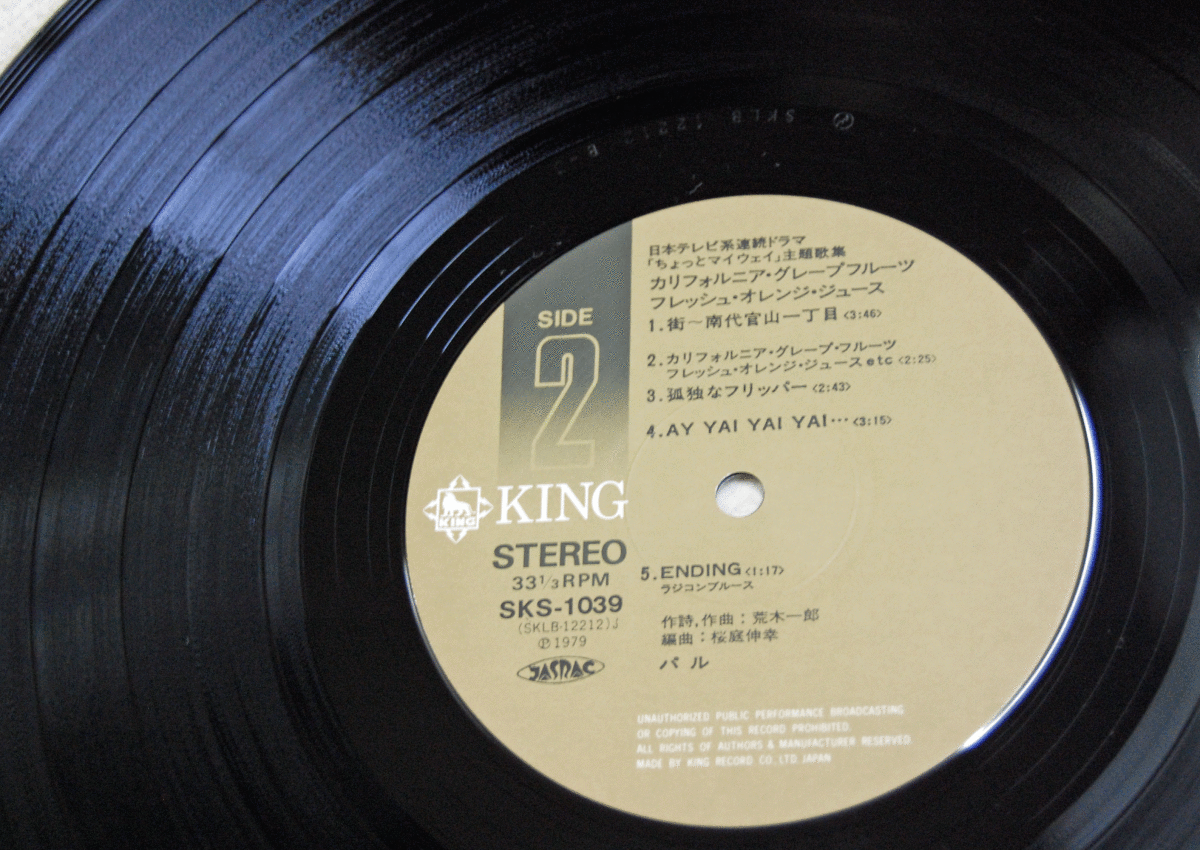 SKLB 12212
日本テレビ系連続ドラマ
「ちょっとマイウェイ」主題歌集
カリフォルニア・グレープフルーツ
フレッシュ・オレンジ・ジュース
1.街～南代官山一丁目<3:46>
2.カリフォルニア・グレープ・フルーツ
フレッシュ・オレンジ・ジュースetc<2:25>
3.孤独なフリッパー<2:43>
4.AY YAI YAI YAI…<3:15>
5.ENDING<1:17>
ラジコンブルース
作詩,作曲：荒木一郎
編曲：桜庭伸幸
パル
SIDE
2
KING
KING
STEREO
33⅓RPM
SKS-1039
(SKLB-12212)J
Ⓟ1979
JASRAC
UNAUTHORIZED PUBLIC PERFORMANCE BROADCASTING
OR COPYING OF THIS RECORD PROHIBITED.
ALL RIGHTS OF AUTHORS & MANUFACTURER RESERVED
MADE BY KING RECORD CO., LTD. JAPAN